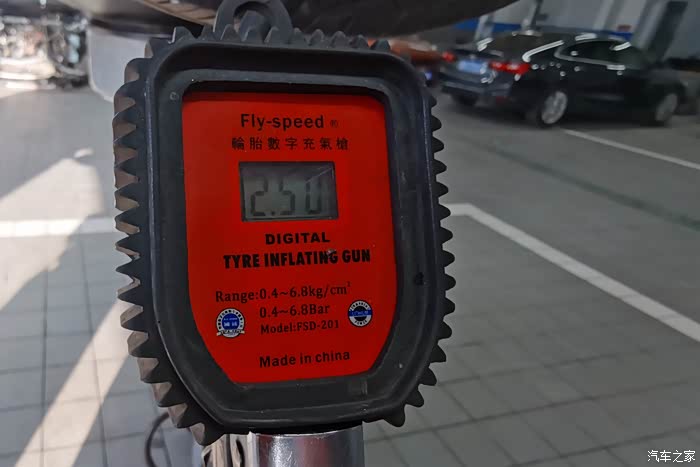 Fly-speed ®
輪胎數字充氣槍
2.50
DIGITAL
TYRE INFLATING GUN
Range:0.4~6.8kg/cm²
0.4~6.8Bar
Model:FSD-201
Made in china
汽车之家